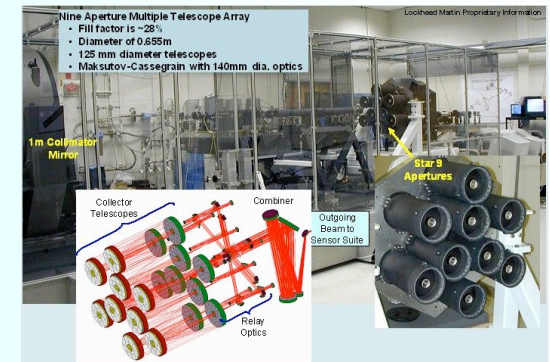 Lockheed Martin Proprietary Information
Nine Aperture Multiple Telescope Array
• Fill factor is ~28%
• Diameter of 0.655m
• 125 mm diameter telescopes
• Maksutov-Cassegrain with 140mm dia. optics
1m Collimator
Mirror
Star 9
Apertures
Collector
Telescopes
Combiner
Outgoing
Beam to
Sensor Suite
Relay
Optics